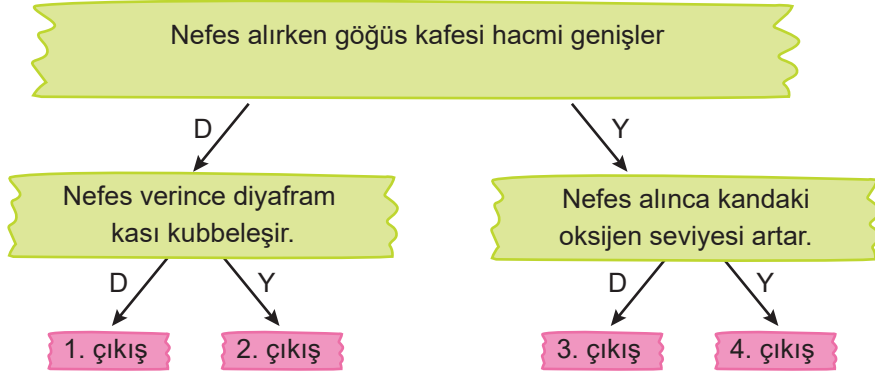 Nefes alırken göğüs kafesi hacmi genişler
D
Y
Nefes verince diyafram
kası kubbeleşir.
Nefes alınca kandaki
oksijen seviyesi artar.
D
Y
D
Y
1. çıkış
2. çıkış
3. çıkış
4. çıkış